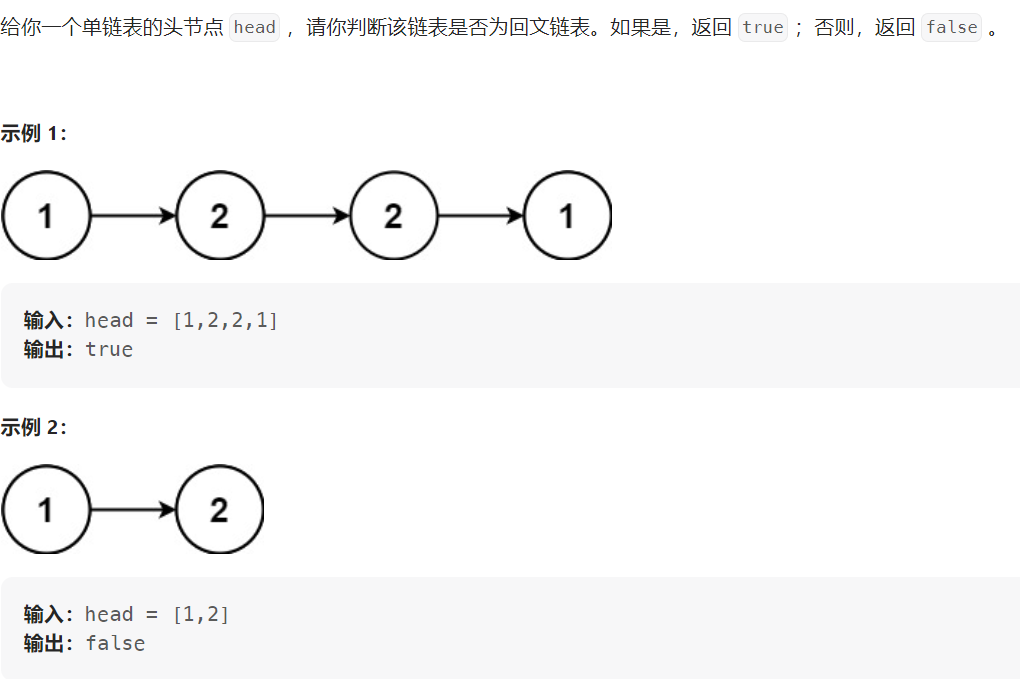 给你一个单链表的头节点 head ，请你判断该链表是否为回文链表。如果是，返回 true ；否则，返回 false 。
示例 1：
1 2 2 1
输入：head = [1,2,2,1]
输出：true
示例 2：
1 2
输入：head = [1,2]
输出：false